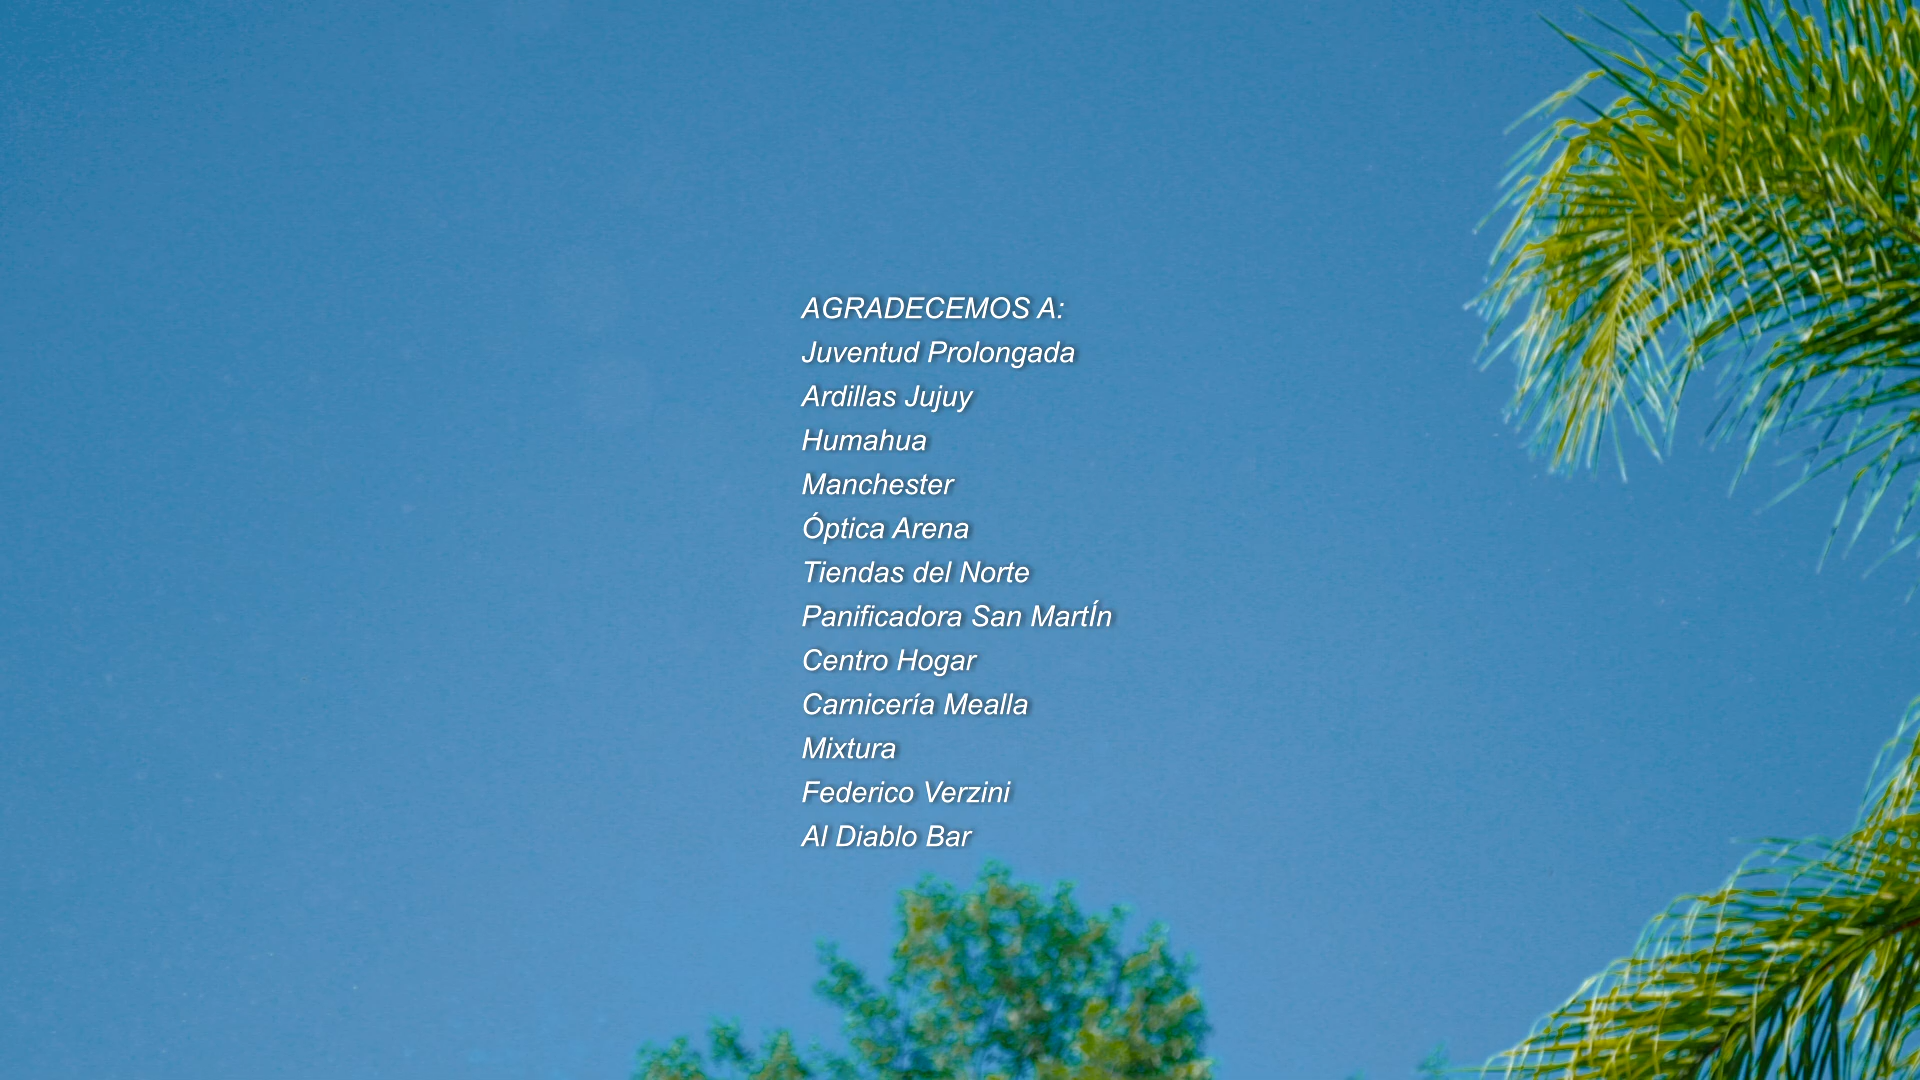 AGRADECEMOS A:
Juventud Prolongada
Ardillas Jujuy
Humahua
Manchester
Óptica Arena
Tiendas del Norte
Panificadora San MartÍn
Centro Hogar
Carnicería Mealla
Mixtura
Federico Verzini
Al Diablo Bar